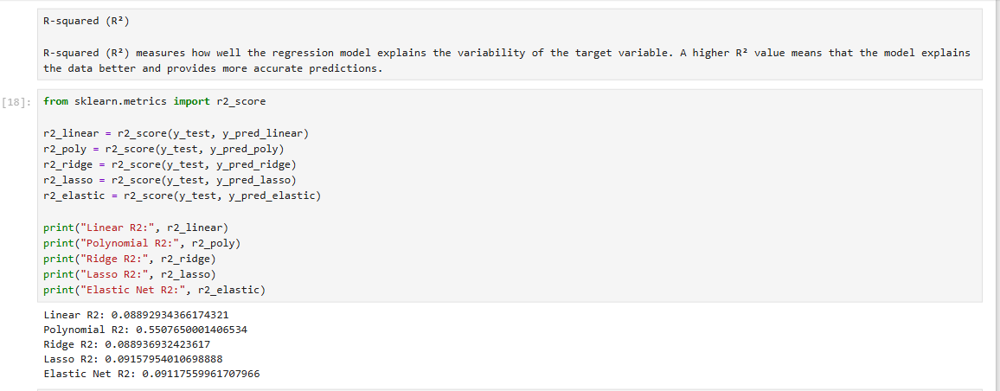 R-squared (R²)
R-squared (R²) measures how well the regression model explains the variability of the target variable. A higher R² value means that the model explains
the data better and provides more accurate predictions.
[18]:
from sklearn.metrics import r2_score
r2_linear = r2_score(y_test, y_pred_linear)
r2_poly = r2_score(y_test, y_pred_poly)
r2_ridge = r2_score(y_test, y_pred_ridge)
r2_lasso = r2_score(y_test, y_pred_lasso)
r2_elastic = r2_score(y_test, y_pred_elastic)
print("Linear R2:", r2_linear)
print("Polynomial R2:", r2_poly)
print("Ridge R2:", r2_ridge)
print("Lasso R2:", r2_lasso)
print("Elastic Net R2:", r2_elastic)
Linear R2: 0.08892934366174321
Polynomial R2: 0.5507650001406534
Ridge R2: 0.088936932423617
Lasso R2: 0.09157954010698888
Elastic Net R2: 0.09117559961707966